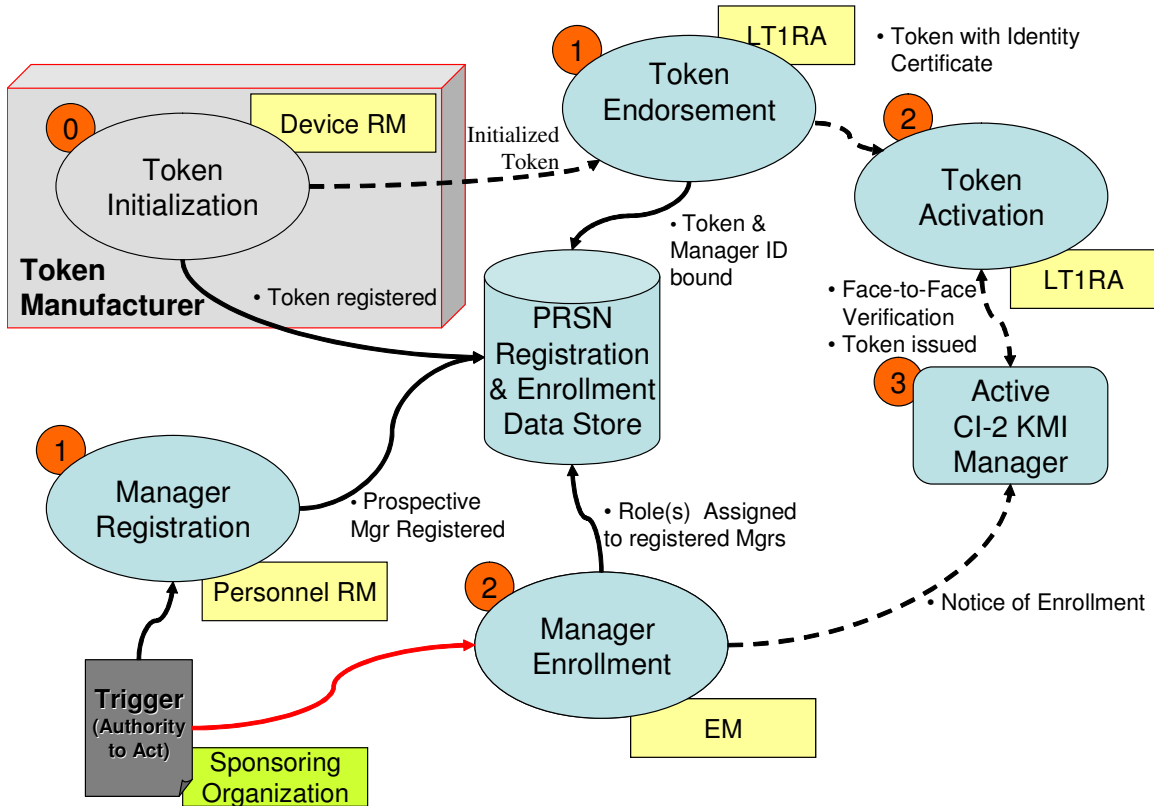 1
LT1RA
Token
Endorsement
• Token with Identity
Certificate
0
Device RM
Token
Initialization
Initialized
Token
2
Token
Activation
LT1RA
Token
Manufacturer
• Token registered
• Token &
Manager ID
bound
PRSN
Registration
& Enrollment
Data Store
• Face-to-Face
Verification
• Token issued
3
Active
CI-2 KMI
Manager
1
Manager
Registration
Personnel RM
• Prospective
Mgr Registered
• Role(s) Assigned
to registered Mgrs
2
Manager
Enrollment
EM
• Notice of Enrollment
Trigger
(Authority
to Act)
Sponsoring
Organization